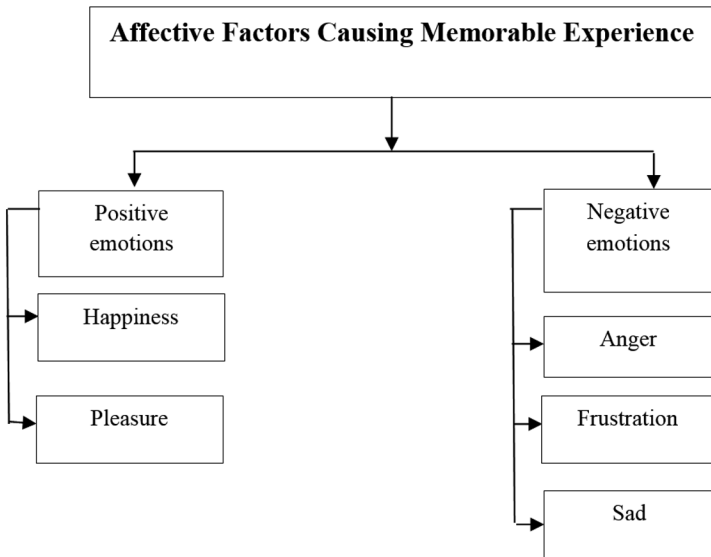 Affective Factors Causing Memorable Experience
Positive
emotions
Happiness
Pleasure
Negative
emotions
Anger
Frustration
Sad